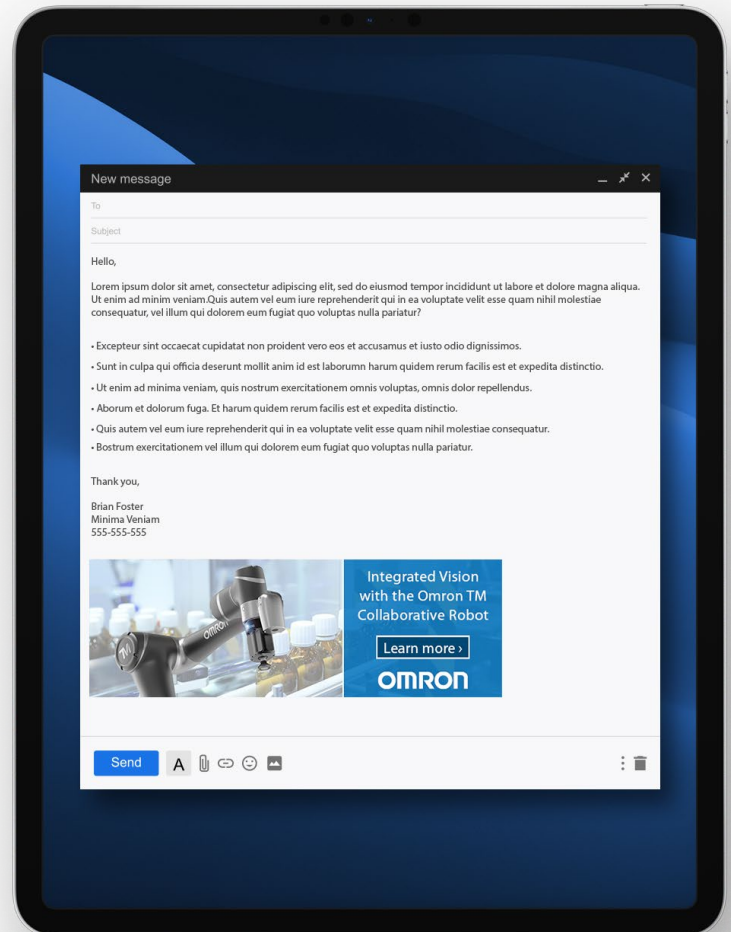 New message
To
Subject
Hello,
Lorem ipsum dolor sit amet, consectetur adipiscing elit, sed do eiusmod tempor incididunt ut labore et dolore magna aliqua.
Ut enim ad minim veniam.Quis autem vel eum iure reprehenderit qui in ea voluptate velit esse quam nihil molestiae
consequatur, vel illum qui dolorem eum fugiat quo voluptas nulla pariatur?
• Excepteur sint occaecat cupidatat non proident vero eos et accusamus et iusto odio dignissimos.
• Sunt in culpa qui officia deserunt mollit anim id est laborumn harum quidem rerum facilis est et expedita distinctio.
• Ut enim ad minima veniam, quis nostrum exercitationem omnis voluptas, omnis dolor repellendus.
• Aborum et dolorum fuga. Et harum quidem rerum facilis est et expedita distinctio.
• Quis autem vel eum iure reprehenderit qui in ea voluptate velit esse quam nihil molestiae consequatur.
• Bostrum exercitationem vel illum qui dolorem eum fugiat quo voluptas nulla pariatur.
Thank you,
Brian Foster
Minima Veniam
555-555-555
TM
OMRON
Integrated Vision
with the Omron TM
Collaborative Robot
Learn more ›
OMRON
Send
A